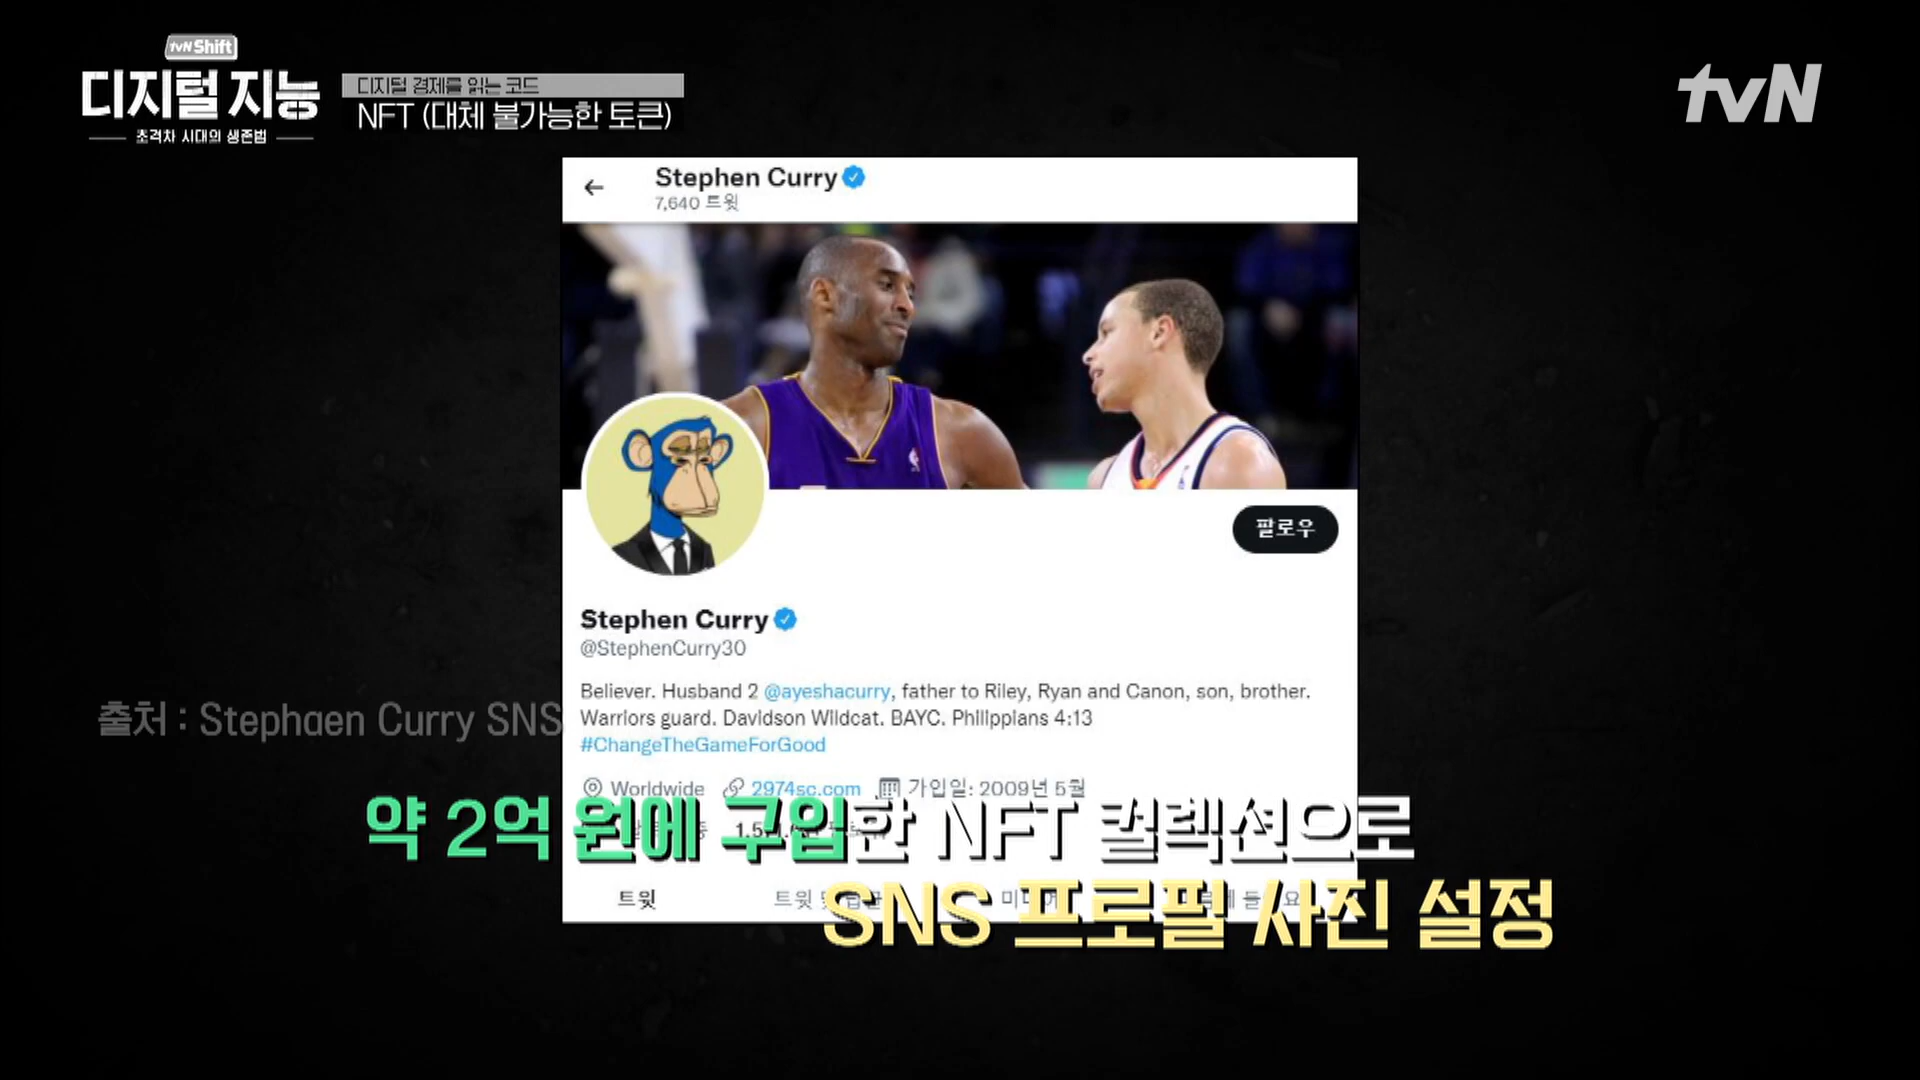 tvN Shift
디지털 지능
초격차 시대의 생존법
디지털 경제를 읽는 코드
NFT (대체 불가능한 토큰)
tvN
Stephen Curry
7,640 트윗
팔로우
Stephen Curry
@StephenCurry30
Believer. Husband 2 @ayeshacurry, father to Riley, Ryan and Canon, son, brother.
Warriors guard. Davidson Wildcat. BAYC. Philippians 4:13
#ChangeTheGameForGood
출처 : Stephaen Curry SNS
Worldwide 2974sc.com 가입일: 2009년 5월
약 2억 원에 구입한 NFT 컬렉션으로
트윗 트윗
SNS 프로필 사진 설정